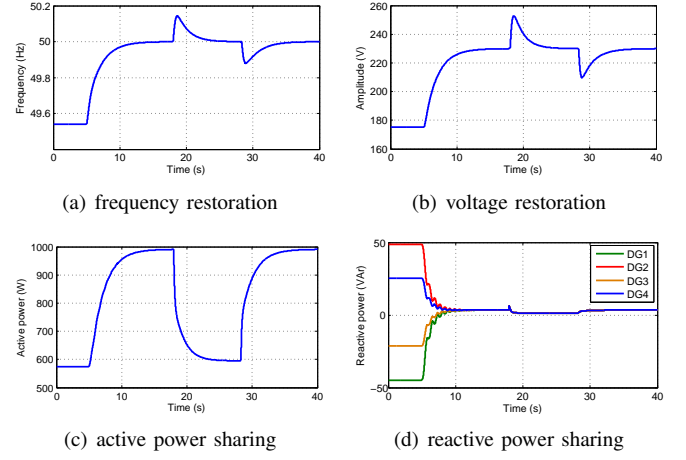 50.2
50
49.8
49.6
0 10 20 30 40
Frequency (Hz)
Time (s)
(a) frequency restoration
260
240
220
200
180
160
0 10 20 30 40
Amplitude (V)
Time (s)
(b) voltage restoration
1000
900
800
700
600
500
0 10 20 30 40
Active power (W)
Time (s)
(c) active power sharing
50
0
−50
0 10 20 30 40
Reactive power (VAr)
Time (s)
DG1
DG2
DG3
DG4
(d) reactive power sharing